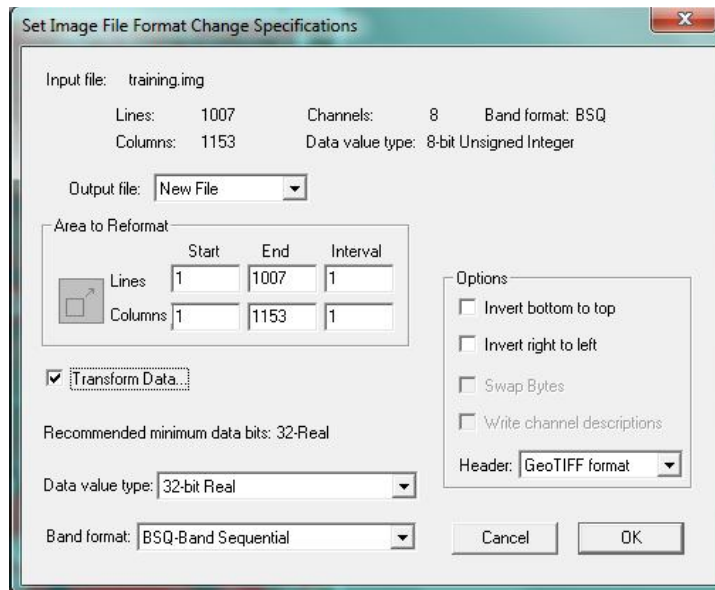 Set Image File Format Change Specifications
Input file: training.img
Lines: 1007 Channels: 8 Band format: BSQ
Columns: 1153 Data value type: 8-bit Unsigned Integer
Output file: New File
Area to Reformat
Start End Interval
Lines 1 1007 1
Columns 1 1153 1
Transform Data...
Recommended minimum data bits: 32-Real
Data value type: 32-bit Real
Band format: BSQ-Band Sequential
Options
Invert bottom to top
Invert right to left
Swap Bytes
Write channel descriptions
Header: GeoTIFF format
Cancel OK